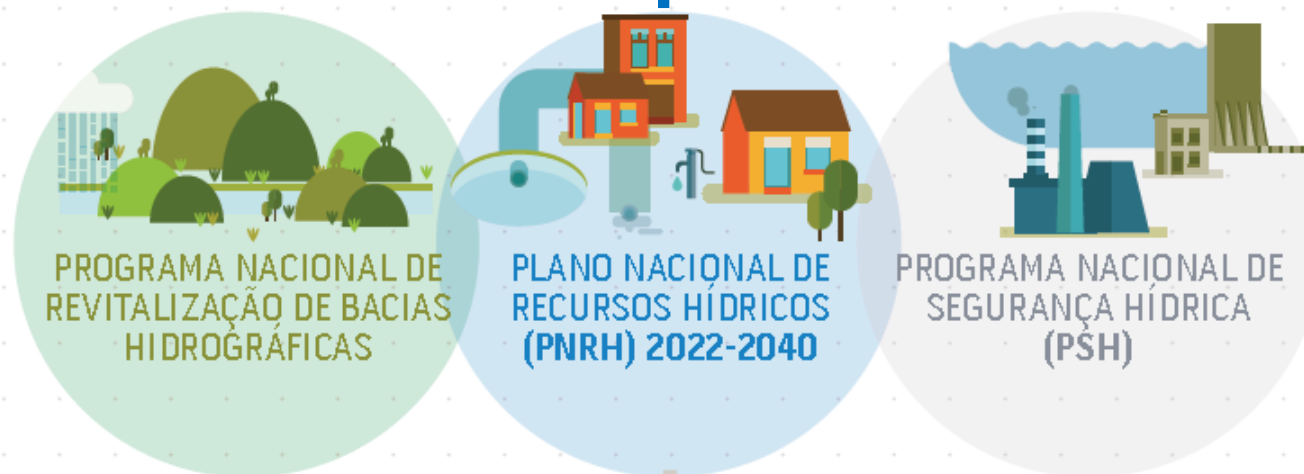 PROGRAMA NACIONAL DE
REVITALIZAÇÃO DE BACIAS
HIDROGRÁFICAS
PLANO NACIONAL DE
RECURSOS HÍDRICOS
(PNRH) 2022-2040
PROGRAMA NACIONAL DE
SEGURANÇA HÍDRICA
(PSH)